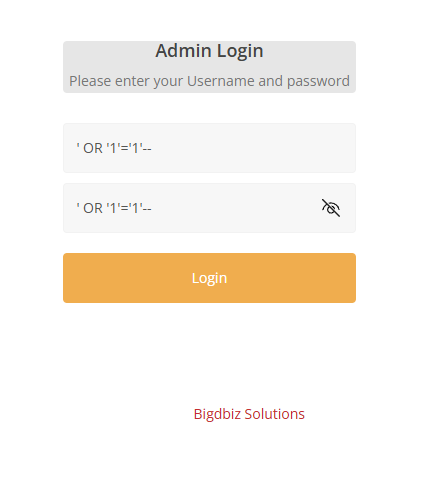 Admin Login
Please enter your Username and password
' OR '1'='1'--
' OR '1'='1'--
Login
Bigdbiz Solutions